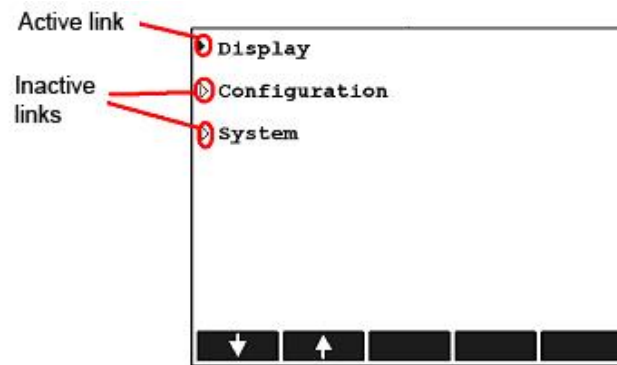 Active link
Display
Inactive
links
Configuration
System